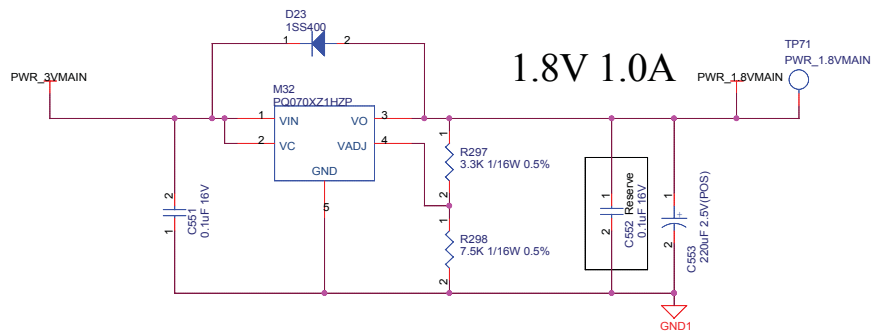 D23
1SS400
1
2
1.8V 1.0A
TP71
PWR_1.8VMAIN
PWR_3VMAIN
PWR_1.8VMAIN
M32
PQ070XZ1HZP
1
VIN
VO
3
2
VC
VADJ
4
GND
5
1
R297
3.3K 1/16W 0.5%
2
1
R298
7.5K 1/16W 0.5%
2
2
1
C551
0.1uF 16V
1
2
C552 Reserve
0.1uF 16V
1
+
2
C553
220uF 2.5V(POS)
GND1